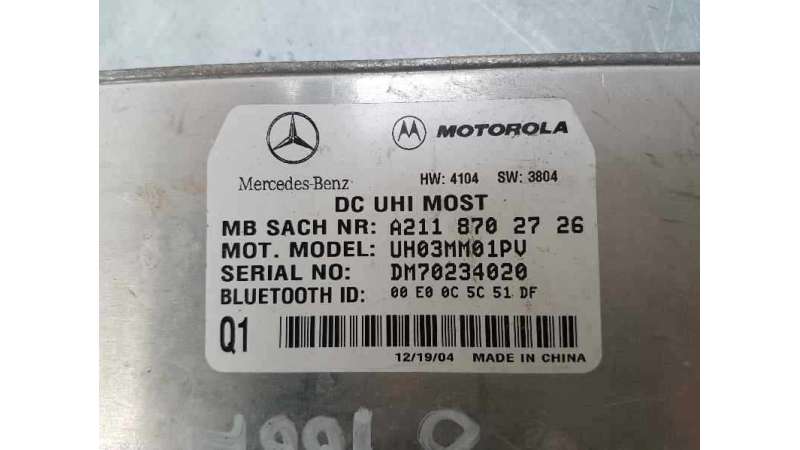 MOTOROLA
Mercedes-Benz HW: 4104 SW: 3804
DC UHI MOST
MB SACH NR: A211 870 27 26
MOT. MODEL: UH03MM01PV
SERIAL NO: DM70234020
BLUETOOTH ID: 00 E0 0C 5C 51 DF
Q1
12/19/04 MADE IN CHINA